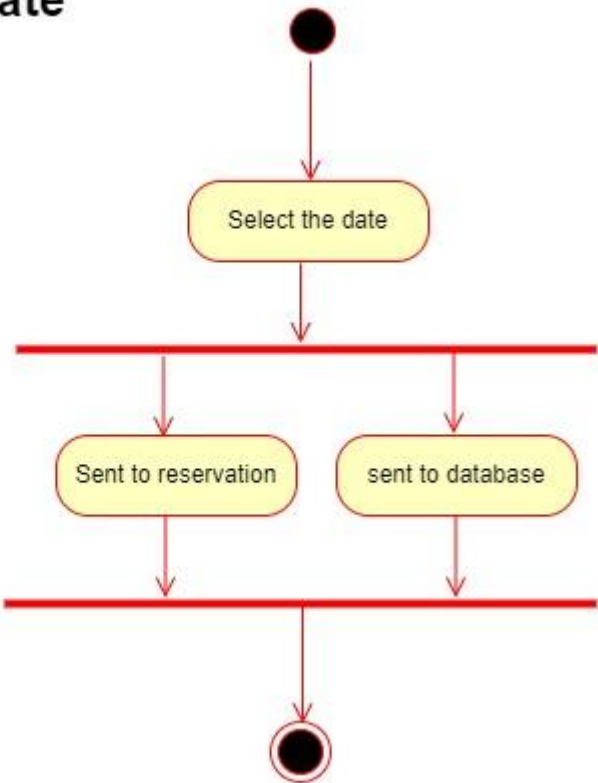 ate
Select the date
Sent to reservation
sent to database